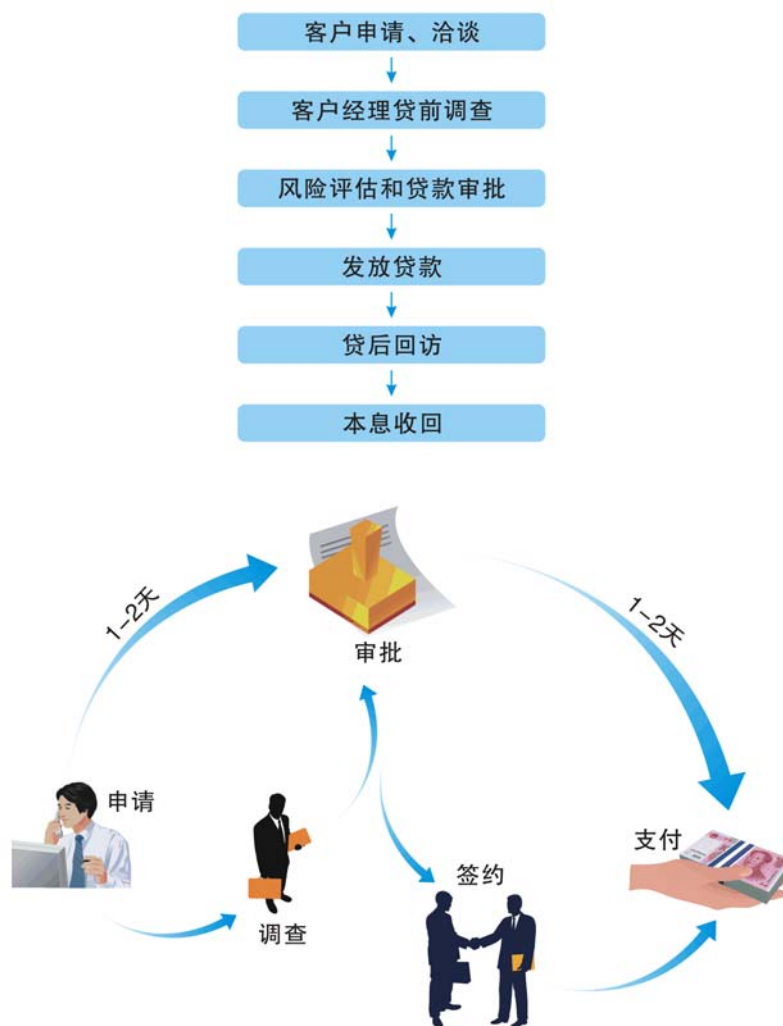 客户申请、洽谈
客户经理贷前调查
风险评估和贷款审批
发放贷款
贷后回访
本息收回
1-2天
1-2天
审批
申请
支付
签约
调查